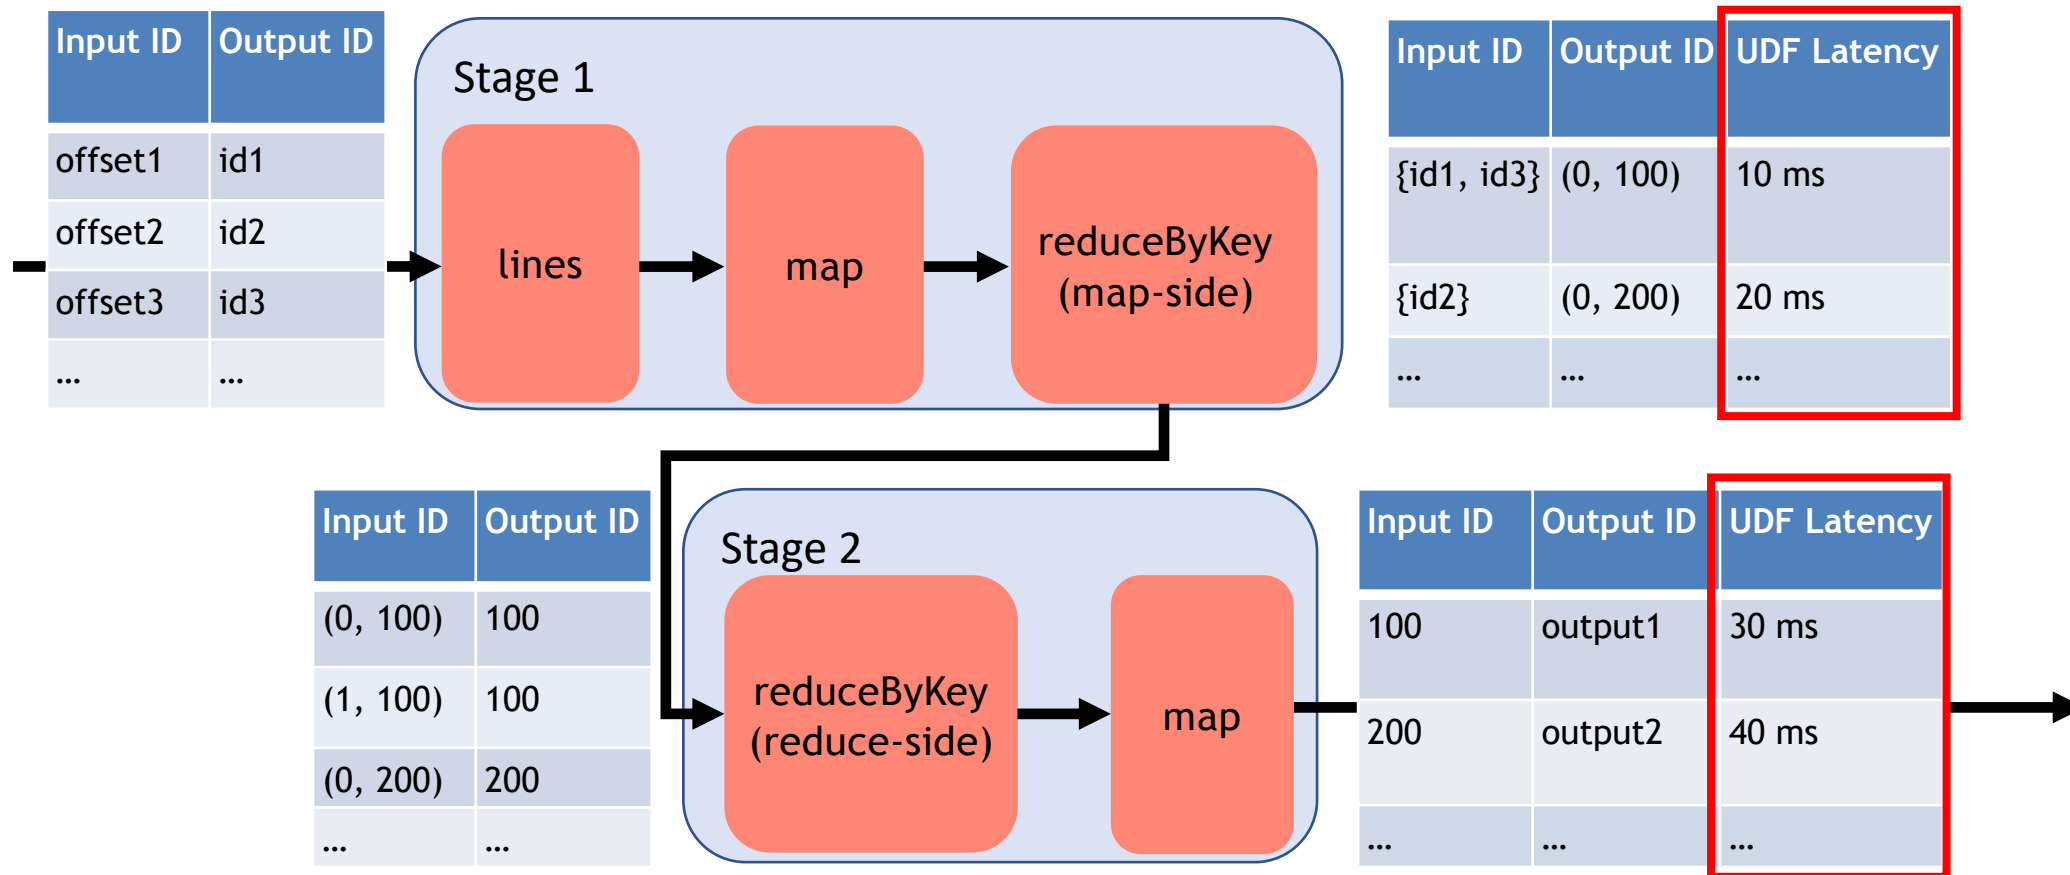 Input ID Output ID
offset1 id1
offset2 id2
offset3 id3
... ...
Stage 1
lines
map
reduceByKey
(map-side)
Input ID Output ID UDF Latency
{id1, id3} (0, 100) 10 ms
{id2} (0, 200) 20 ms
... ... ...
Input ID Output ID
(0, 100) 100
(1, 100) 100
(0, 200) 200
... ...
Stage 2
reduceByKey
(reduce-side)
map
Input ID Output ID UDF Latency
100 output1 30 ms
200 output2 40 ms
... ... ...